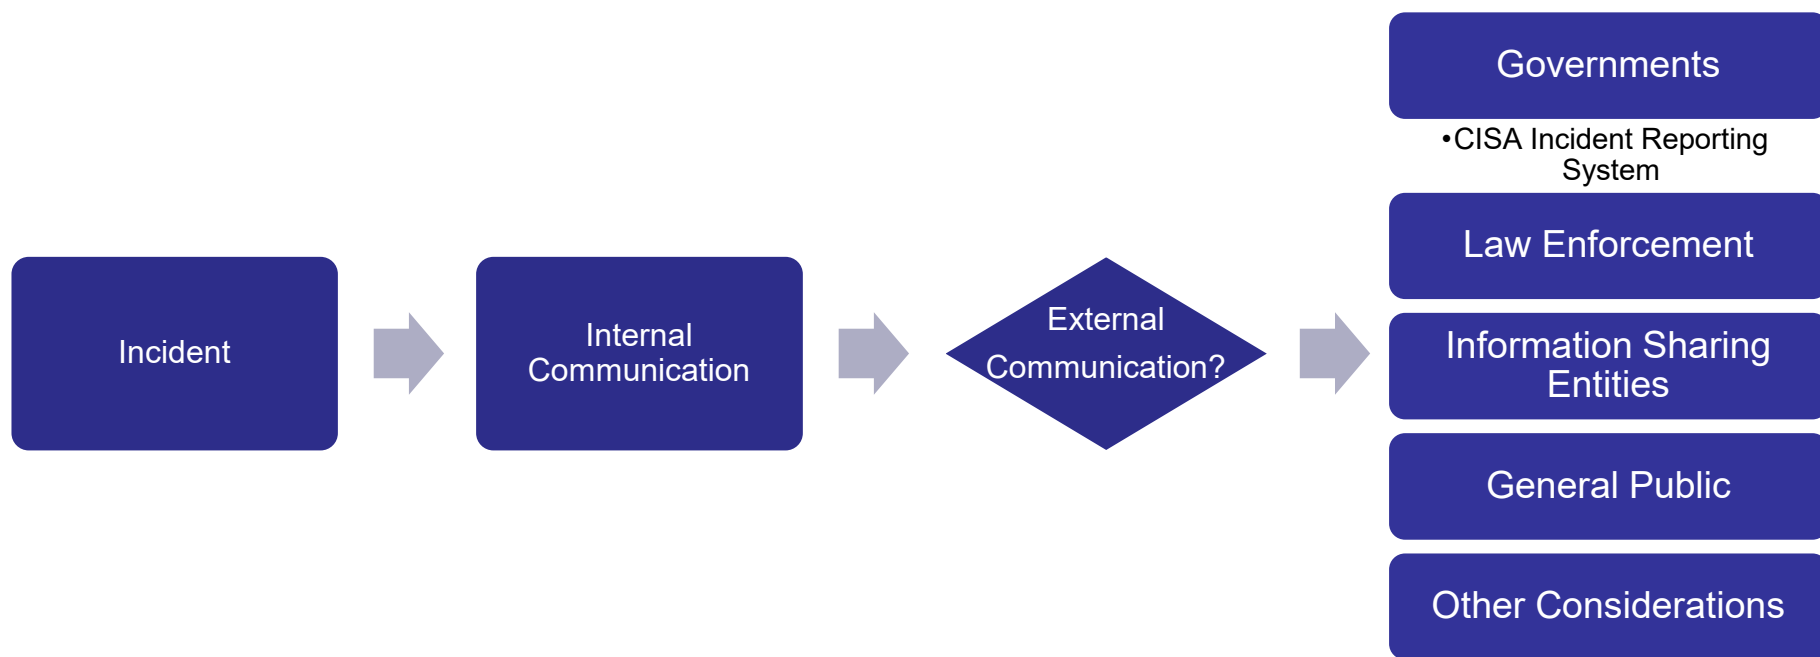 Incident
Internal
Communication
External
Communication?
Governments
•CISA Incident Reporting
System
Law Enforcement
Information Sharing
Entities
General Public
Other Considerations